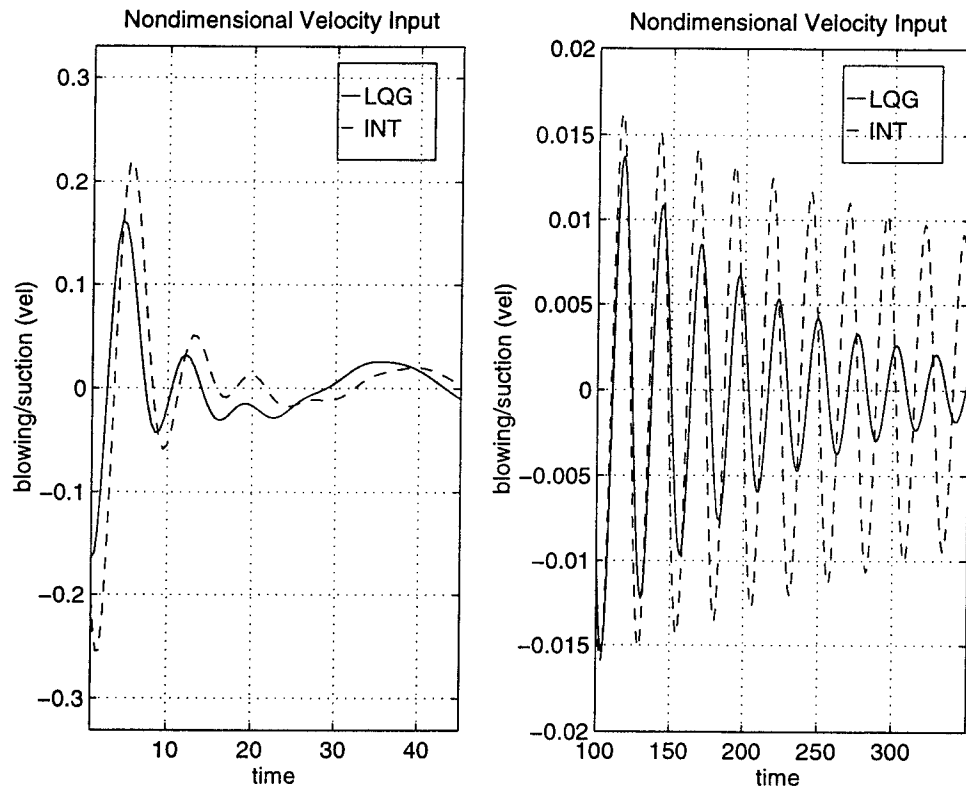 Nondimensional Velocity Input
LQG
INT
0.3
0.2
0.1
0
−0.1
−0.2
−0.3
blowing/suction (vel)
10
20
30
40
time
Nondimensional Velocity Input
LQG
INT
0.02
0.015
0.01
0.005
0
−0.005
−0.01
−0.015
−0.02
blowing/suction (vel)
100
150
200
250
300
time